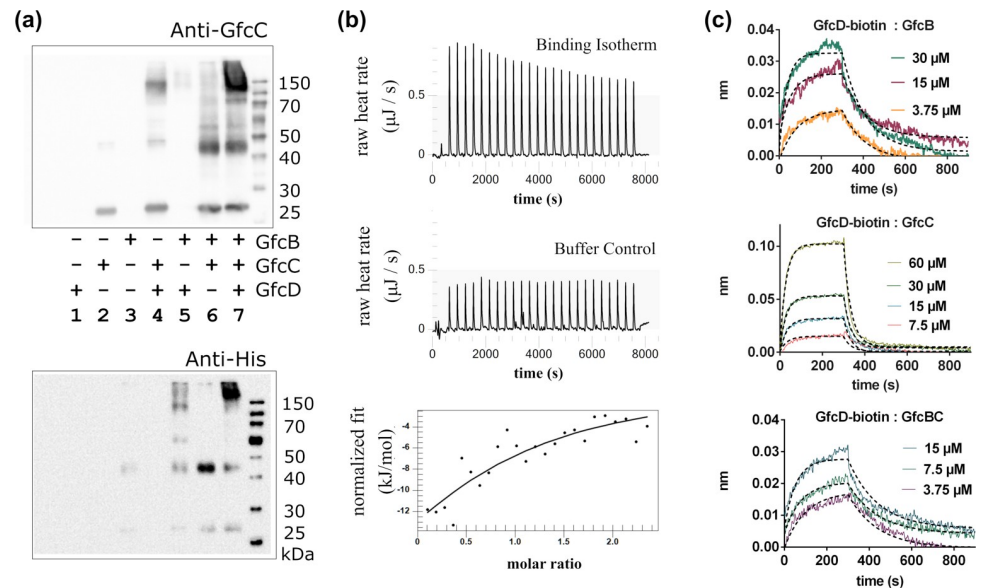 (a)
Anti-GfcC
150
70
50
40
30
25
– – + – + + + GfcB
– + – + – + + GfcC
+ – – + + – + GfcD
1 2 3 4 5 6 7
Anti-His
150
70
50
40
30
25
kDa
(b)
Binding Isotherm
raw heat rate
(μJ / s)
0.5
0
0 2000 4000 6000 8000
time (s)
Buffer Control
raw heat rate
(μJ / s)
0.5
0
0 2000 4000 6000 8000
time (s)
normalized fit
(kJ/mol)
-4
-6
-8
-10
-12
0 0.5 1.0 1.5 2.0
molar ratio
(c)
GfcD-biotin : GfcB
nm
0.04
0.03
0.02
0.01
0.00
30 μM
15 μM
3.75 μM
0 200 400 600 800
time (s)
GfcD-biotin : GfcC
nm
0.10
0.05
0.00
60 μM
30 μM
15 μM
7.5 μM
0 200 400 600 800
time (s)
GfcD-biotin : GfcBC
nm
0.04
0.03
0.02
0.01
0.00
15 μM
7.5 μM
3.75 μM
0 200 400 600 800
time (s)